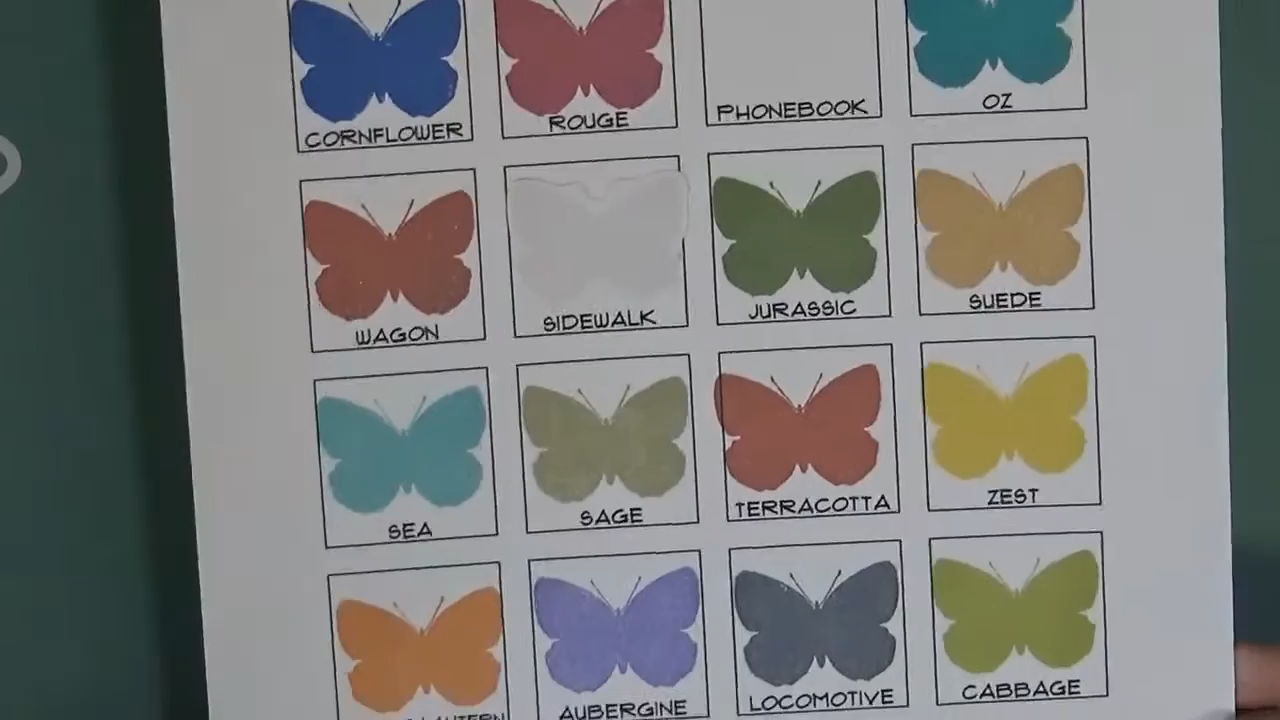 CORNFLOWER
ROUGE
PHONEBOOK
OZ
WAGON
SIDEWALK
JURASSIC
SUEDE
SEA
SAGE
TERRACOTTA
ZEST
AUBERGINE
LOCOMOTIVE
CABBAGE